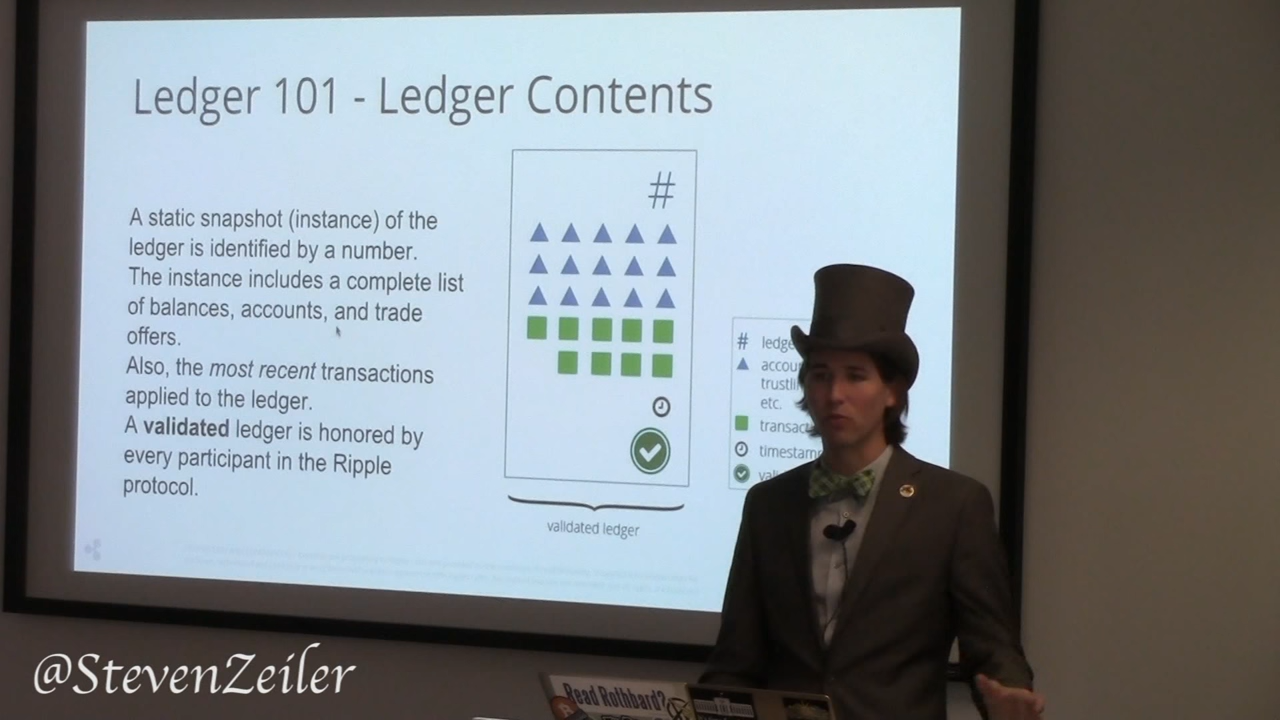 Ledger 101 - Ledger Contents
#
A static snapshot (instance) of the
ledger is identified by a number.
The instance includes a complete list
of balances, accounts, and trade
offers.
Also, the most recent transactions
applied to the ledger.
A validated ledger is honored by
every participant in the Ripple
protocol.
validated ledger
#
etc.
@StevenZeiler
Read Rothbard?